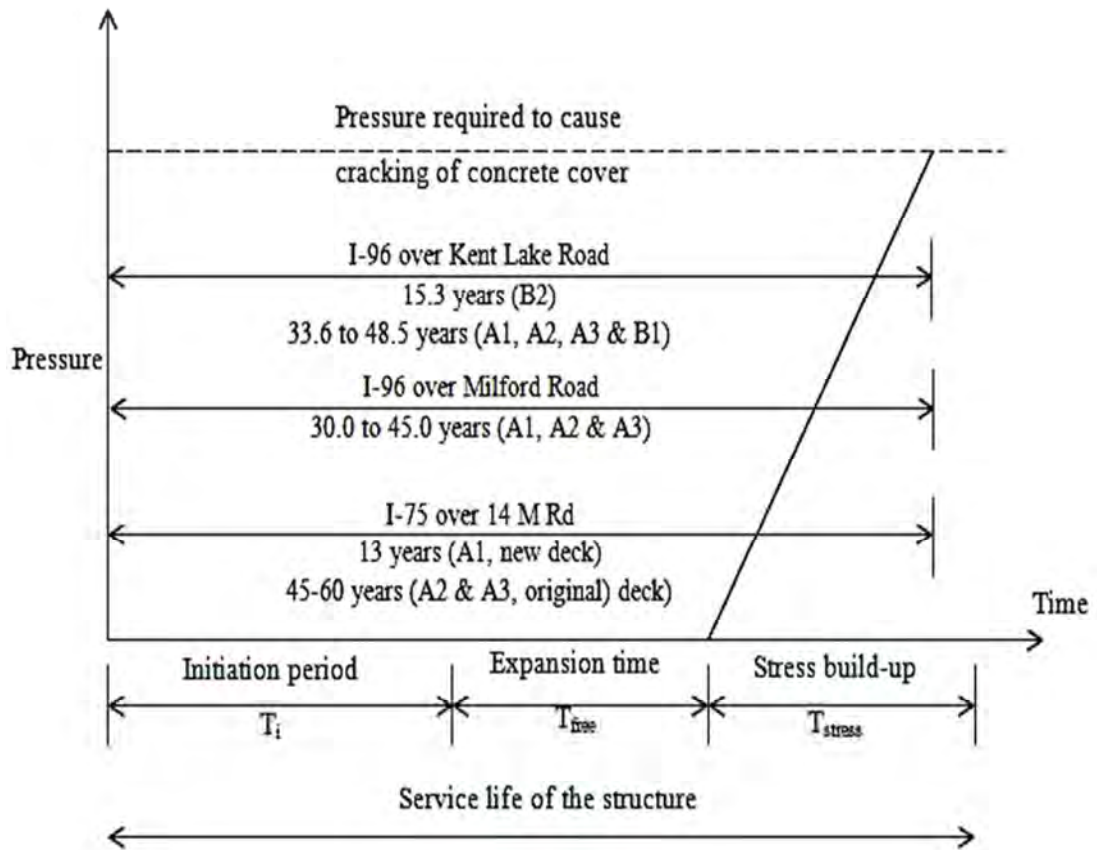 Pressure required to cause
cracking of concrete cover
I-96 over Kent Lake Road
15.3 years (B2)
33.6 to 48.5 years (A1, A2, A3 & B1)
Pressure
I-96 over Milford Road
30.0 to 45.0 years (A1, A2 & A3)
I-75 over 14 M Rd
13 years (A1, new deck)
45-60 years (A2 & A3, original) deck)
Time
Initiation period
Expansion time
Stress build-up
Ti
Tfree
Tstress
Service life of the structure